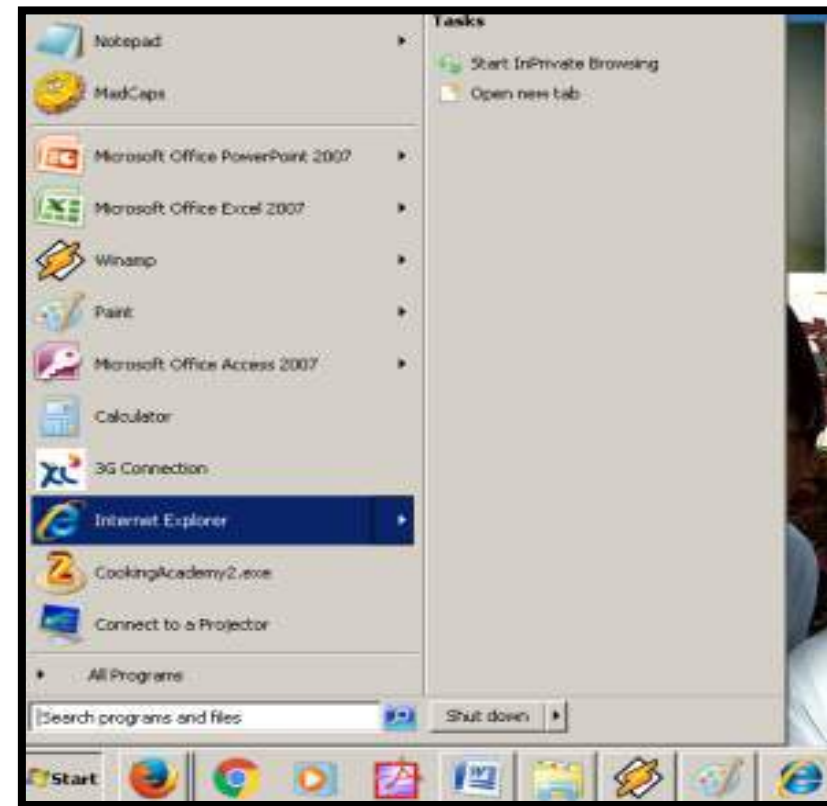 Notepad
MadCaps
Microsoft Office PowerPoint 2007
Microsoft Office Excel 2007
Winamp
Paint
Microsoft Office Access 2007
Calculator
XL 3G Connection
Internet Explorer
CookingAcademy2.exe
Connect to a Projector
All Programs
Search programs and files
Tasks
Start InPrivate Browsing
Open new tab
Shut down
Start